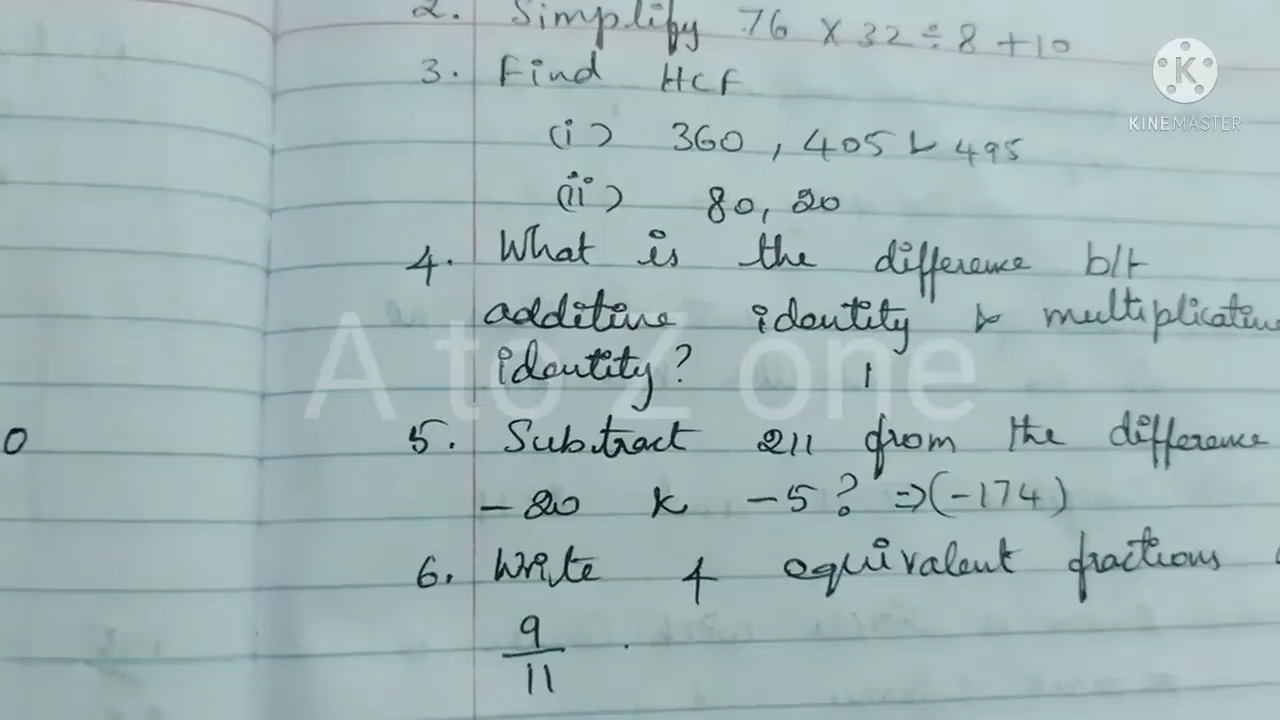 2. Simplify 76 × 32 ÷ 8 + 10
KINEMASTER
3. Find HCF
(i) 360, 405 & 495
(ii) 80, 20
4. What is the difference b/t
additive identity & multiplicative
identity?
A to Z one
0 5. Subtract 211 from the difference
-20 & -5? ⇒ (-174)
6. Write 4 equivalent fractions
9/11